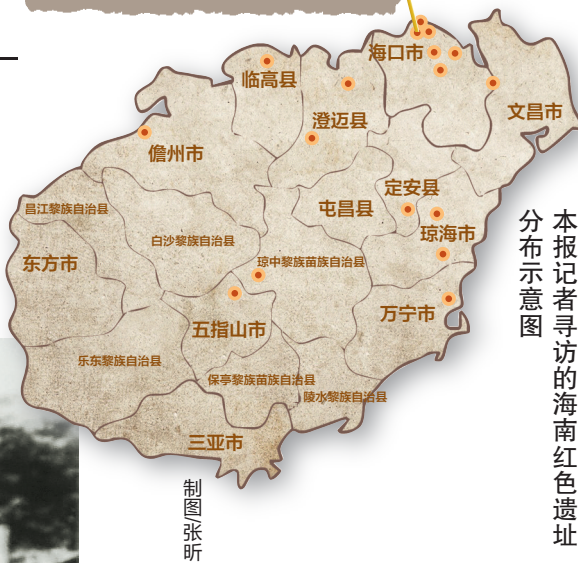 海口市
临高县
文昌市
澄迈县
儋州市
定安县
屯昌县
昌江黎族自治县
琼海市
白沙黎族自治县
东方市
琼中黎族苗族自治县
万宁市
五指山市
乐东黎族自治县
保亭黎族苗族自治县
陵水黎族自治县
三亚市
本报记者寻访的海南红色遗址
分布示意图
制图/张昕